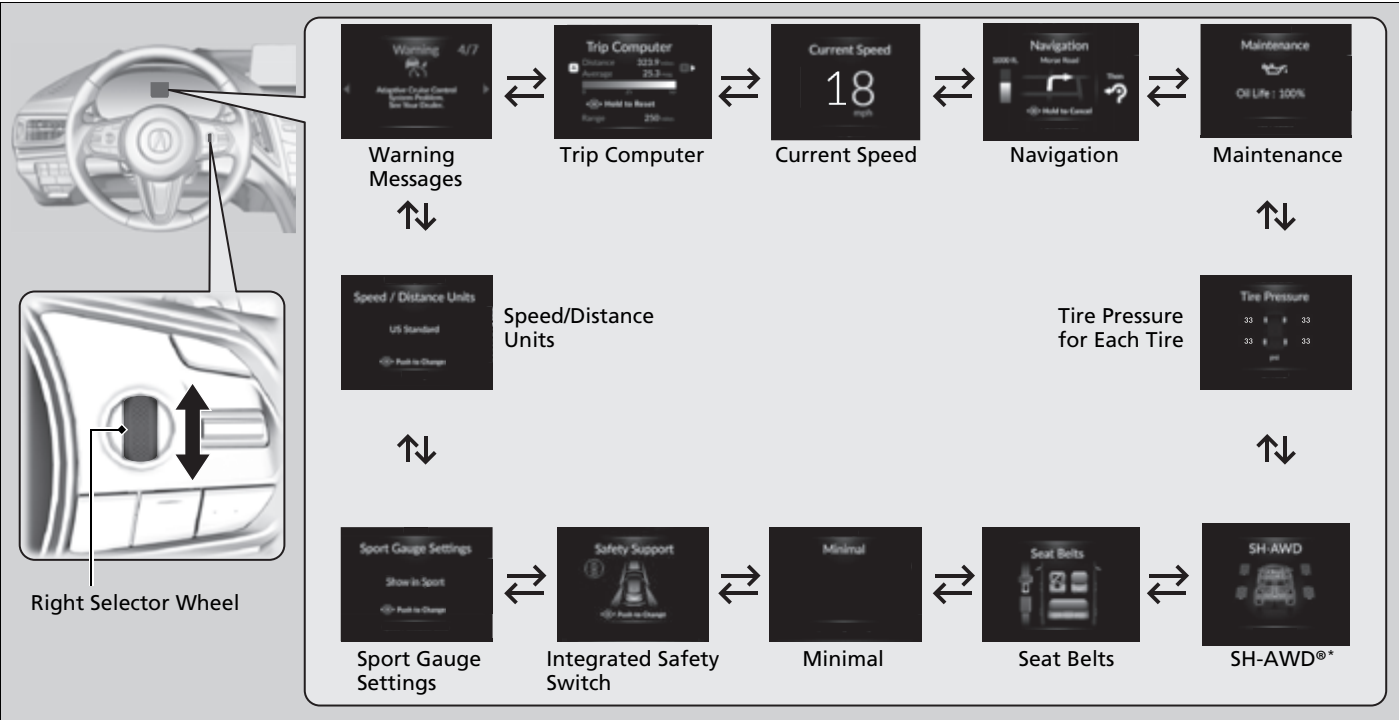 Warning 4/7
Adaptive Cruise Control
System Problem.
See Your Dealer.
Trip Computer
Distance 323.9
Average 25.3
Hold to Reset
Range 250
Current Speed
18
mph
Navigation
1000 ft.
Morse Road
Then
Hold to Cancel
Maintenance
Oil Life : 100%
Warning
Messages
Trip Computer
Current Speed
Navigation
Maintenance
Speed / Distance Units
US Standard
Push to Change
Speed/Distance
Units
Tire Pressure
for Each Tire
Tire Pressure
33 33
33 33
psi
Sport Gauge Settings
Show in Sport
Push to Change
Safety Support
Push to Change
Minimal
Seat Belts
SH-AWD
Right Selector Wheel
Sport Gauge
Settings
Integrated Safety
Switch
Minimal
Seat Belts
SH-AWD®*